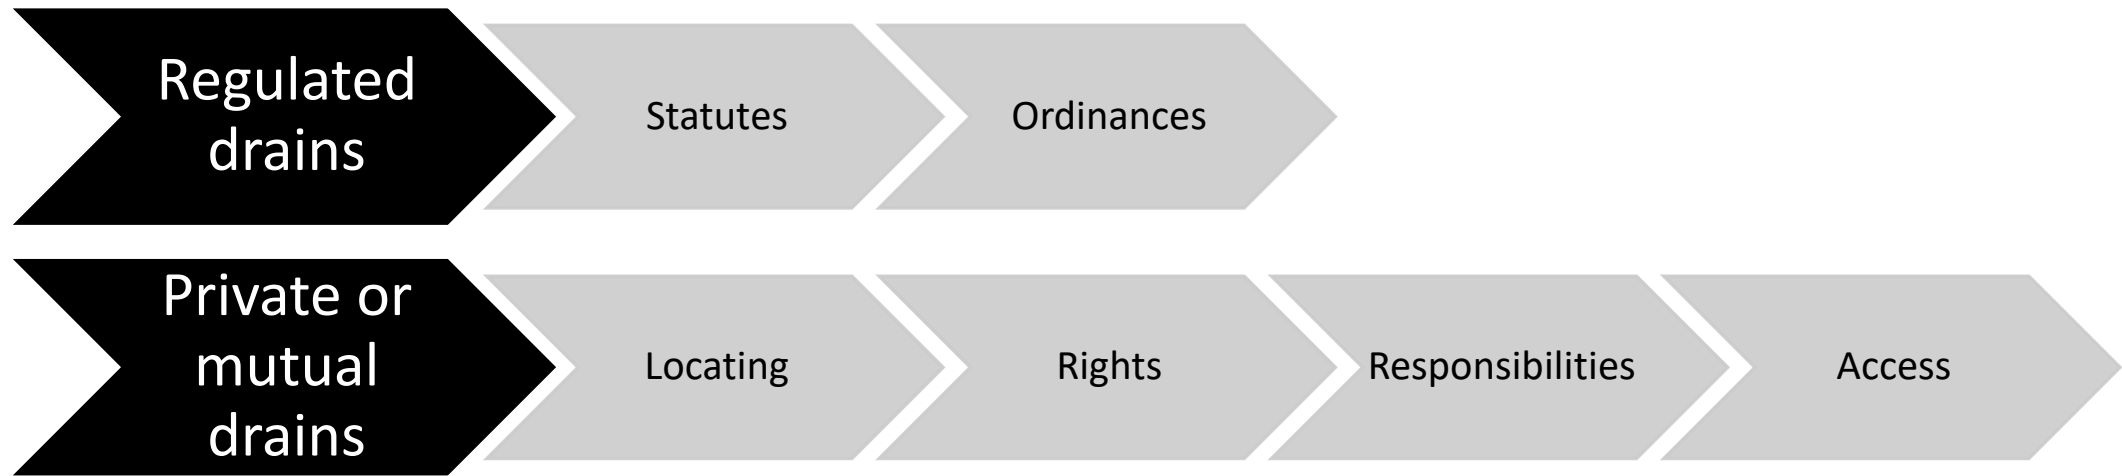 Regulated
drains
Statutes
Ordinances
Private or
mutual
drains
Locating
Rights
Responsibilities
Access